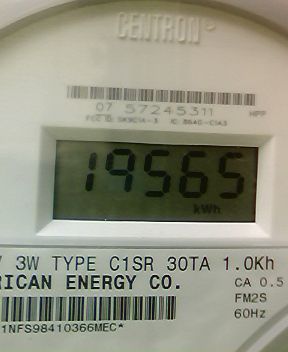 CENTRON
07 57245311 HPP
19565
kWh
3W TYPE C1SR 30TA 1.0Kh
RICAN ENERGY CO. CA 0.5
FM2S
60Hz
1NFS98410366MEC*